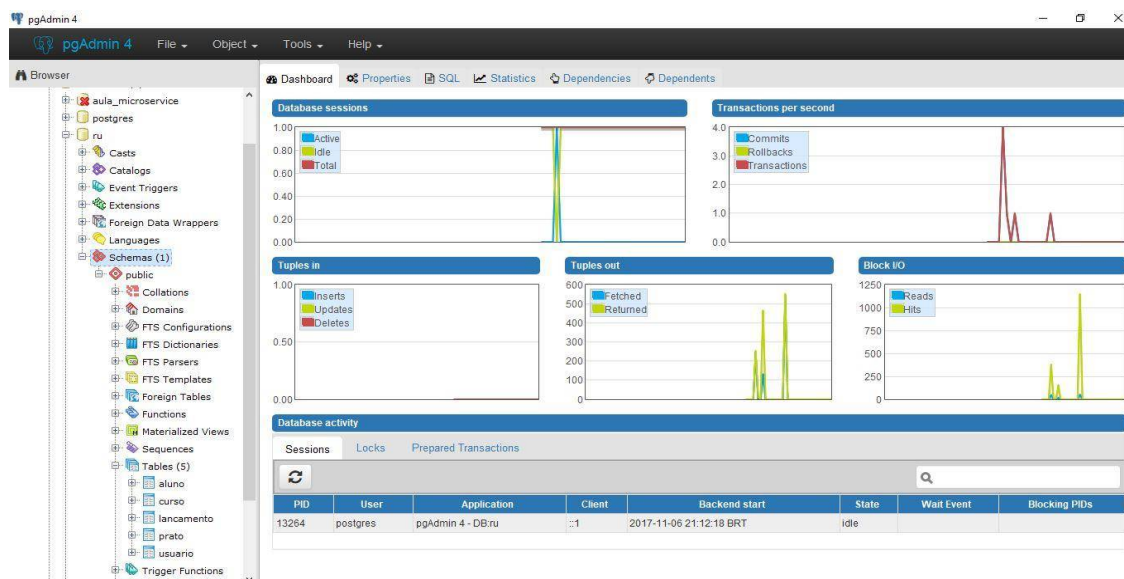 pgAdmin 4
pgAdmin 4 File Object Tools Help
Browser
Dashboard Properties SQL Statistics Dependencies Dependents
aula_microservice
postgres
ru
Casts
Catalogs
Event Triggers
Extensions
Foreign Data Wrappers
Languages
Schemas (1)
public
Collations
Domains
FTS Configurations
FTS Dictionaries
FTS Parsers
FTS Templates
Foreign Tables
Functions
Materialized Views
Sequences
Tables (5)
aluno
curso
lancamento
prato
usuario
Trigger Functions
Database sessions
1.00
0.80
0.60
0.40
0.20
0.00
Active
Idle
Total
Transactions per second
4.0
3.0
2.0
1.0
0.0
Commits
Rollbacks
Transactions
Tuples in
1.00
0.50
0.00
Inserts
Updates
Deletes
Tuples out
600
500
400
300
200
100
0
Fetched
Returned
Block I/O
1250
1000
750
500
250
0
Reads
Hits
Database activity
Sessions Locks Prepared Transactions
PID User Application Client Backend start State Wait Event Blocking PIDs
13264 postgres pgAdmin 4 - DB:ru ::1 2017-11-06 21:12:18 BRT idle